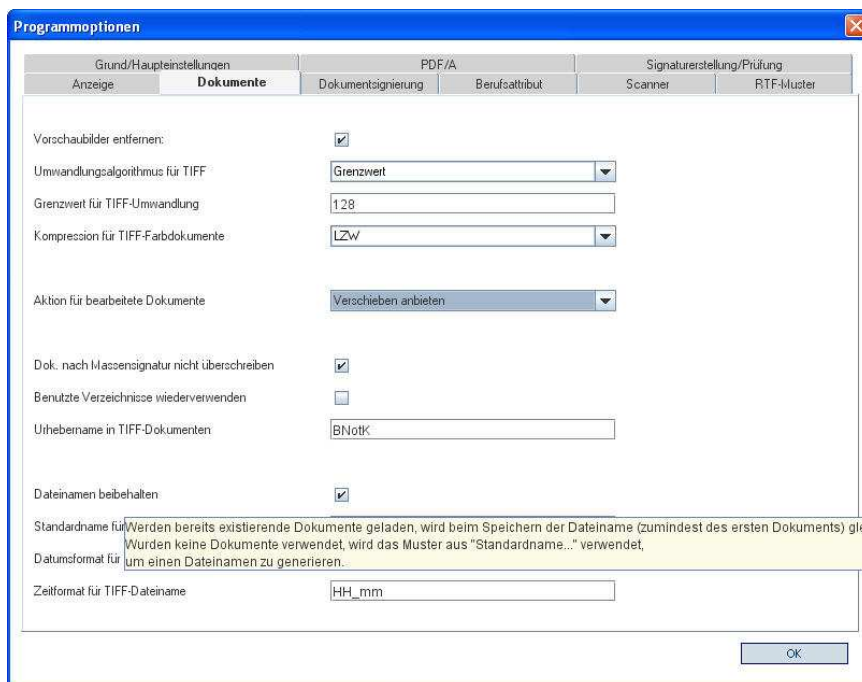 Programmoptionen
Grund/Haupteinstellungen PDF/A Signaturerstellung/Prüfung
Anzeige Dokumente Dokumentsignierung Berufsattribut Scanner RTF-Muster
Vorschaubilder entfernen:
Umwandlungsalgorithmus für TIFF Grenzwert
Grenzwert für TIFF-Umwandlung 128
Kompression für TIFF-Farbdokumente LZW
Aktion für bearbeitete Dokumente Verschieben anbieten
Dok. nach Massensignatur nicht überschreiben
Benutzte Verzeichnisse wiederverwenden
Urhebername in TIFF-Dokumenten BNotK
Dateinamen beibehalten
Standardname für Werden bereits existierende Dokumente geladen, wird beim Speichern der Dateiname (zumindest des ersten Dokuments)
Wurden keine Dokumente verwendet, wird das Muster aus "Standardname..." verwendet,
Datumsformat für um einen Dateinamen zu generieren.
Zeitformat für TIFF-Dateiname HH_mm
OK